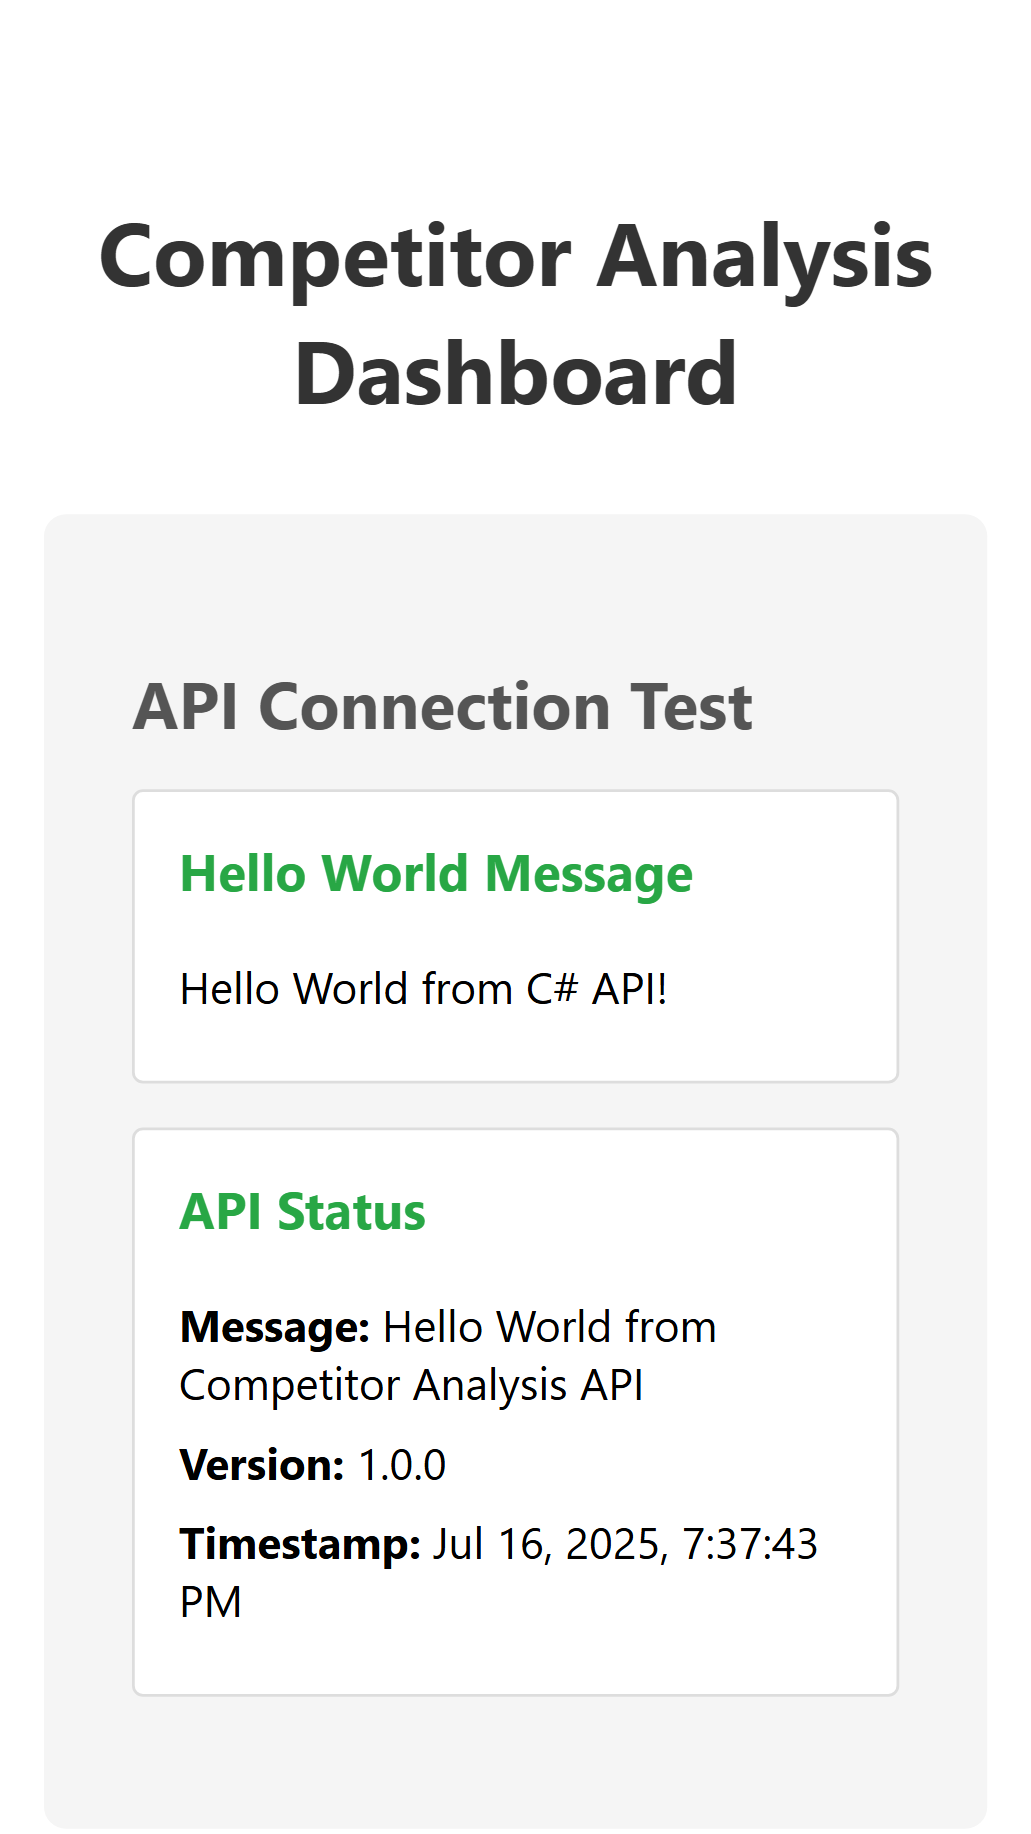 Competitor Analysis
Dashboard
API Connection Test
Hello World Message
Hello World from C# API!
API Status
Message: Hello World from
Competitor Analysis API
Version: 1.0.0
Timestamp: Jul 16, 2025, 7:37:43
PM